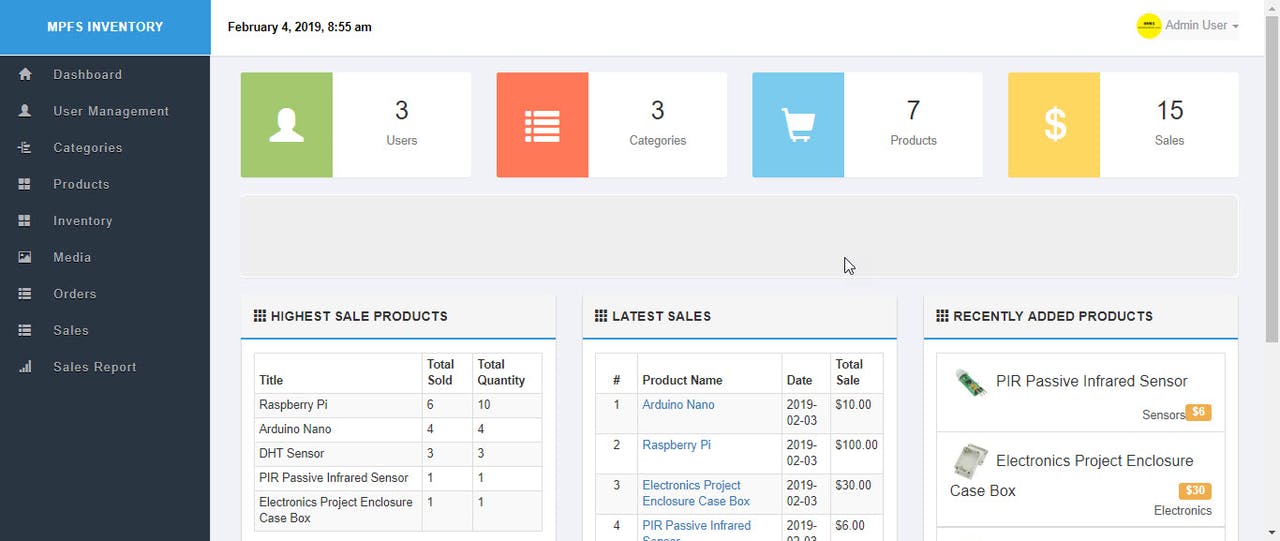 MPFS INVENTORY
February 4, 2019, 8:55 am
Admin User
Dashboard
User Management
Categories
Products
Inventory
Media
Orders
Sales
Sales Report
3
Users
3
Categories
7
Products
$
15
Sales
HIGHEST SALE PRODUCTS
Title Total Sold Total Quantity
Raspberry Pi 6 10
Arduino Nano 4 4
DHT Sensor 3 3
PIR Passive Infrared Sensor 1 1
Electronics Project Enclosure 1 1
Case Box
LATEST SALES
# Product Name Date Total Sale
1 Arduino Nano 2019- $10.00
02-03
2 Raspberry Pi 2019- $100.00
02-03
3 Electronics Project 2019- $30.00
Enclosure Case Box 02-03
4 PIR Passive Infrared 2019- $6.00
02-03
RECENTLY ADDED PRODUCTS
PIR Passive Infrared Sensor
Sensors $6
Electronics Project Enclosure
Case Box $30
Electronics